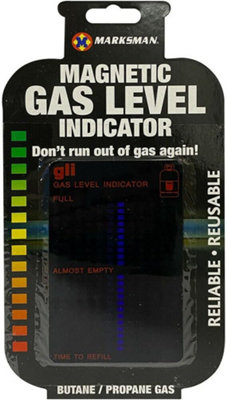 MARKSMAN®
MAGNETIC
GAS LEVEL
INDICATOR
Don't run out of gas again!
gli
GAS LEVEL INDICATOR
FULL
ALMOST EMPTY
TIME TO REFILL
RELIABLE • REUSABLE
BUTANE / PROPANE GAS